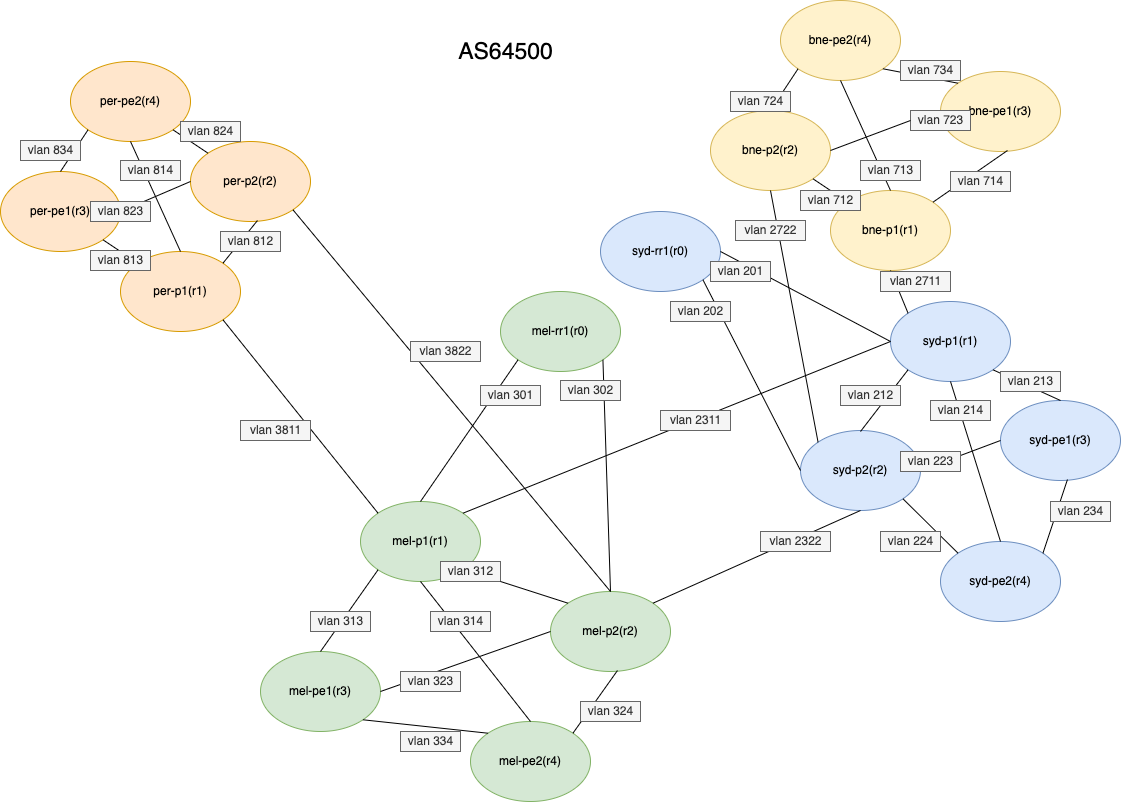 bne-pe2(r4)
AS64500
vlan 734
per-pe2(r4)
vlan 724
bne-pe1(r3)
vlan 723
vlan 824
vlan 834
bne-p2(r2)
vlan 814
vlan 713
per-p2(r2)
vlan 714
vlan 712
per-pe1(r3)
vlan 823
vlan 2722
bne-p1(r1)
vlan 812
syd-rr1(r0)
vlan 813
vlan 201
vlan 2711
per-p1(r1)
vlan 202
mel-rr1(r0)
syd-p1(r1)
vlan 3822
vlan 213
vlan 301
vlan 302
vlan 212
vlan 214
vlan 2311
vlan 3811
syd-pe1(r3)
vlan 223
syd-p2(r2)
vlan 234
mel-p1(r1)
vlan 2322
vlan 224
vlan 312
syd-pe2(r4)
vlan 313
vlan 314
mel-p2(r2)
vlan 323
mel-pe1(r3)
vlan 324
vlan 334
mel-pe2(r4)